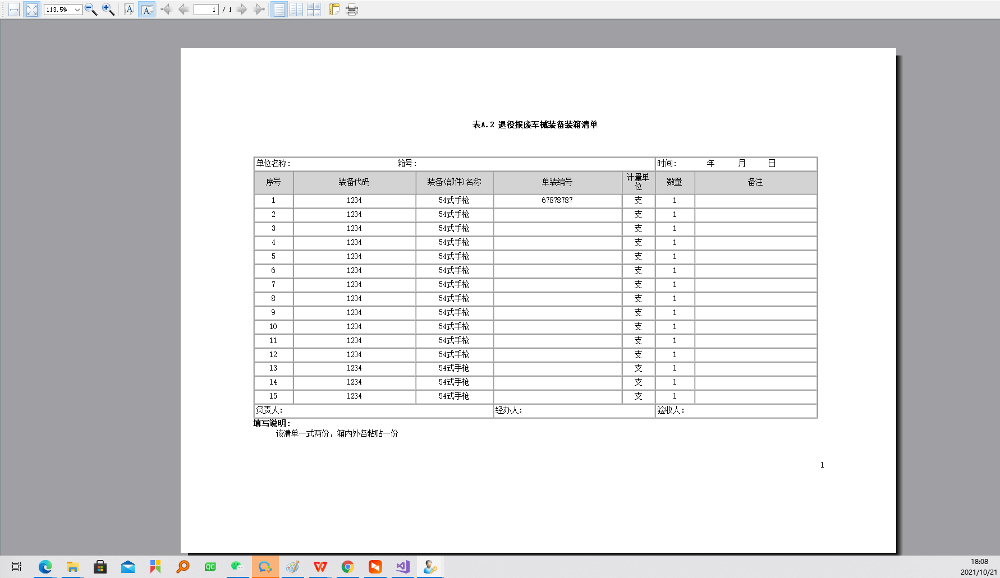 113.5%
1 / 1
表A.2 退役报废军械装备装箱清单
单位名称: 箱号: 时间: 年 月 日
序号 装备代码 装备(部件)名称 单装编号 计量单位 数量 备注
1 1234 54式手枪 67878787 支 1
2 1234 54式手枪 支 1
3 1234 54式手枪 支 1
4 1234 54式手枪 支 1
5 1234 54式手枪 支 1
6 1234 54式手枪 支 1
7 1234 54式手枪 支 1
8 1234 54式手枪 支 1
9 1234 54式手枪 支 1
10 1234 54式手枪 支 1
11 1234 54式手枪 支 1
12 1234 54式手枪 支 1
13 1234 54式手枪 支 1
14 1234 54式手枪 支 1
15 1234 54式手枪 支 1
负责人: 经办人: 验收人:
填写说明:
该清单一式两份，箱内外各粘贴一份
1
QC
18:08
2021/10/21